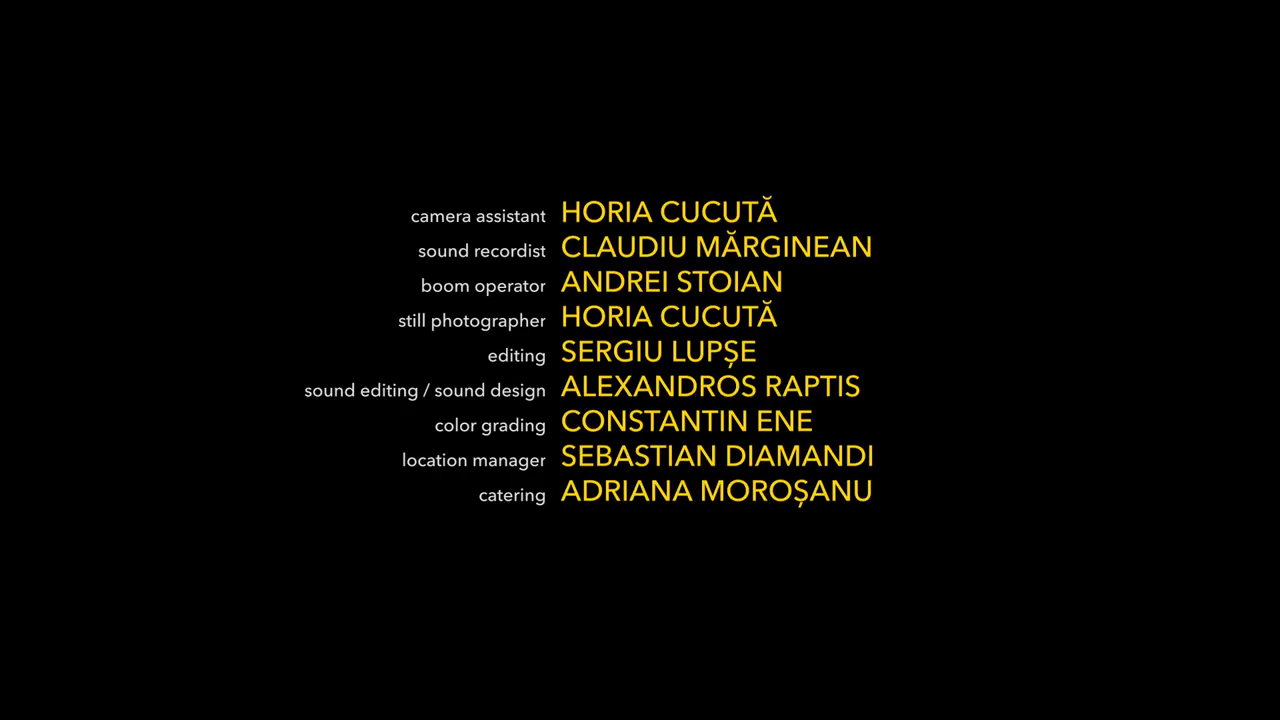 camera assistant HORIA CUCUTĂ
sound recordist CLAUDIU MĂRGINEAN
boom operator ANDREI STOIAN
still photographer HORIA CUCUTĂ
editing SERGIU LUPȘE
sound editing / sound design ALEXANDROS RAPTIS
color grading CONSTANTIN ENE
location manager SEBASTIAN DIAMANDI
catering ADRIANA MOROȘANU